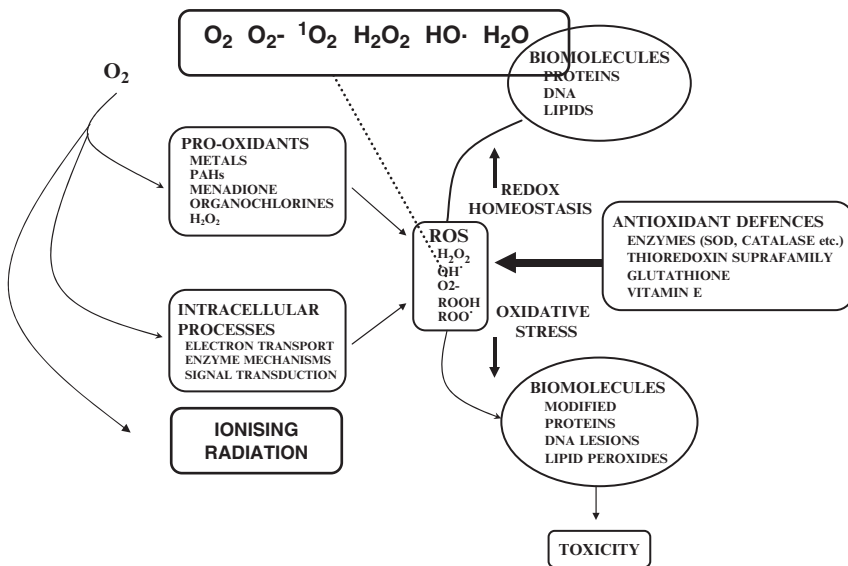 O₂ O₂- ¹O₂ H₂O₂ HO· H₂O
O₂
BIOMOLECULES
PROTEINS
DNA
LIPIDS
PRO-OXIDANTS
METALS
PAHs
MENADIONE
ORGANOCHLORINES
H₂O₂
REDOX
HOMEOSTASIS
ROS
H₂O₂
OH·
O2-
ROOH
ROO·
ANTIOXIDANT DEFENCES
ENZYMES (SOD, CATALASE etc.)
THIOREDOXIN SUPRAFAMILY
GLUTATHIONE
VITAMIN E
INTRACELLULAR
PROCESSES
ELECTRON TRANSPORT
ENZYME MECHANISMS
SIGNAL TRANSDUCTION
OXIDATIVE
STRESS
BIOMOLECULES
MODIFIED
PROTEINS
DNA LESIONS
LIPID PEROXIDES
IONISING
RADIATION
TOXICITY